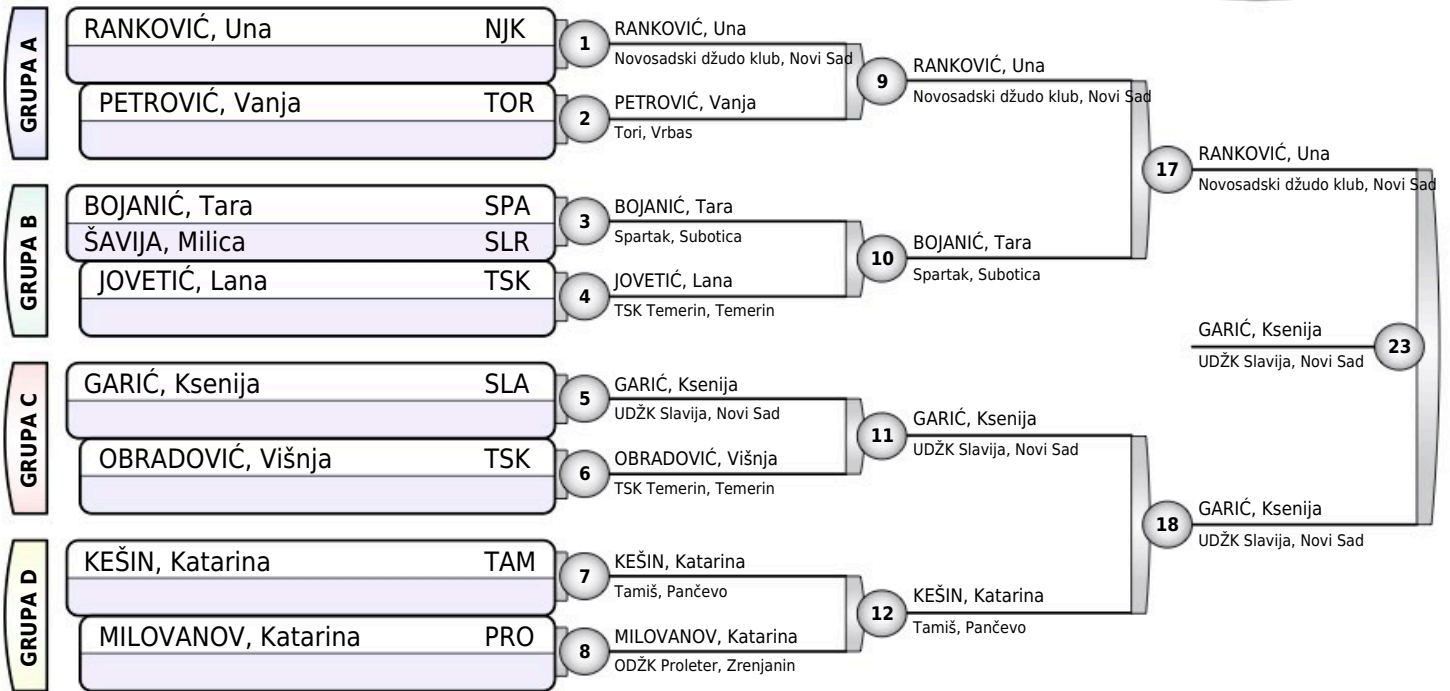 GRUPA A
RANKOVIĆ, Una NJK
PETROVIĆ, Vanja TOR
1
RANKOVIĆ, Una
Novosadski džudo klub, Novi Sad
2
PETROVIĆ, Vanja
Tori, Vrbas
9
RANKOVIĆ, Una
Novosadski džudo klub, Novi Sad
GRUPA B
BOJANIĆ, Tara SPA
ŠAVIJA, Milica SLR
JOVETIĆ, Lana TSK
3
BOJANIĆ, Tara
Spartak, Subotica
4
JOVETIĆ, Lana
TSK Temerin, Temerin
10
BOJANIĆ, Tara
Spartak, Subotica
17
RANKOVIĆ, Una
Novosadski džudo klub, Novi Sad
GRUPA C
GARIĆ, Ksenija SLA
OBRADOVIĆ, Višnja TSK
5
GARIĆ, Ksenija
UDŽK Slavija, Novi Sad
6
OBRADOVIĆ, Višnja
TSK Temerin, Temerin
11
GARIĆ, Ksenija
UDŽK Slavija, Novi Sad
GRUPA D
KEŠIN, Katarina TAM
MILOVANOV, Katarina PRO
7
KEŠIN, Katarina
Tamiš, Pančevo
8
MILOVANOV, Katarina
ODŽK Proleter, Zrenjanin
12
KEŠIN, Katarina
Tamiš, Pančevo
18
GARIĆ, Ksenija
UDŽK Slavija, Novi Sad
GARIĆ, Ksenija
UDŽK Slavija, Novi Sad
23